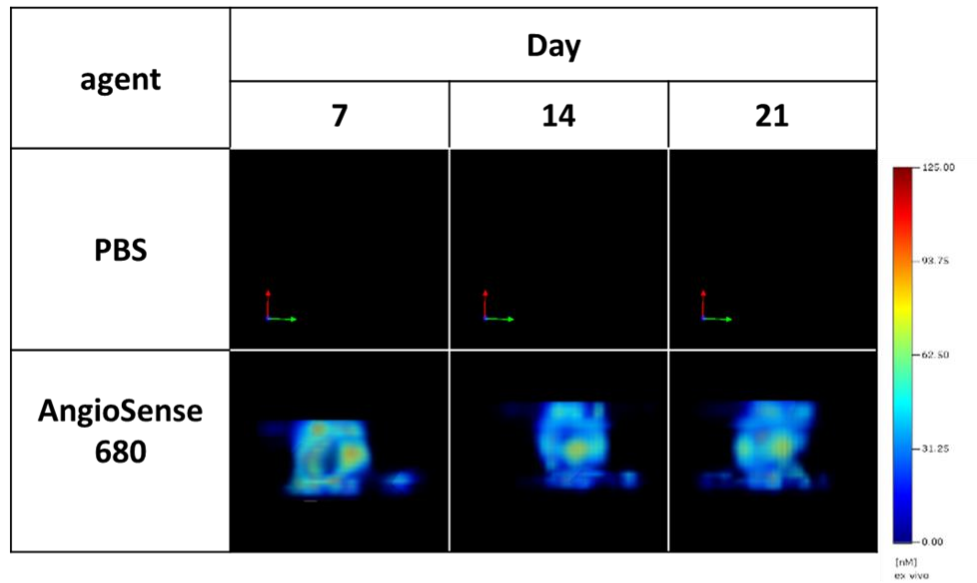 agent
Day
7
14
21
PBS
AngioSense
680
125.00
93.75
62.50
31.25
0.00
[nM]
ex vivo